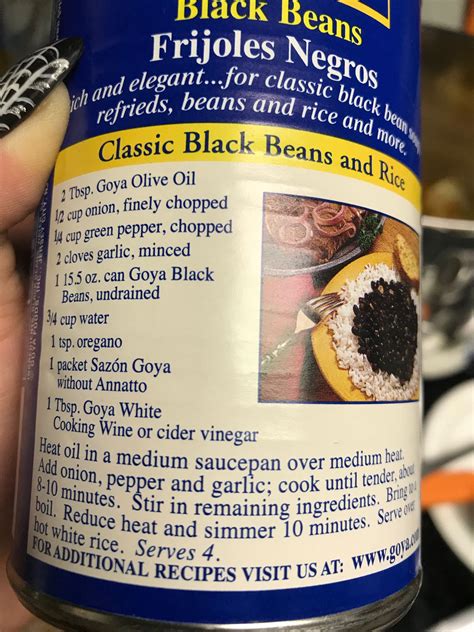 Black Beans
Frijoles Negros
ich and elegant...for classic black bean
refrieds, beans and rice and more.
Classic Black Beans and Rice
2 Tbsp. Goya Olive Oil
1/2 cup onion, finely chopped
1/4 cup green pepper, chopped
2 cloves garlic, minced
1 15.5 oz. can Goya Black
Beans, undrained
3/4 cup water
1 tsp. oregano
1 packet Sazón Goya
without Annatto
1 Tbsp. Goya White
Cooking Wine or cider vinegar
Heat oil in a medium saucepan over medium heat.
Add onion, pepper and garlic; cook until tender, about
8-10 minutes. Stir in remaining ingredients. Bring to a
boil. Reduce heat and simmer 10 minutes. Serve over
hot white rice. Serves 4.
FOR ADDITIONAL RECIPES VISIT US AT: www.goya.co